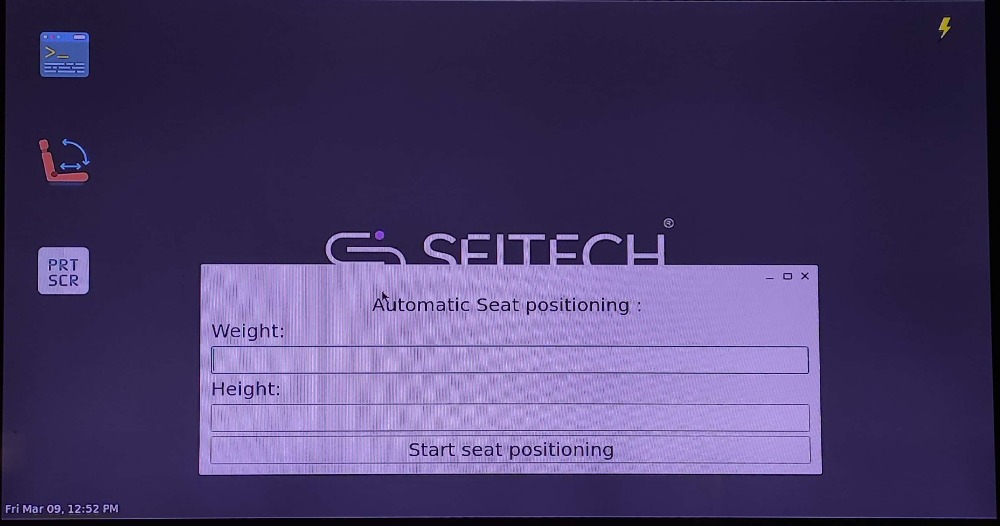 PRT
SCR
SEITECH
®
Automatic Seat positioning :
Weight:
Height:
Start seat positioning
Fri Mar 09, 12:52 PM